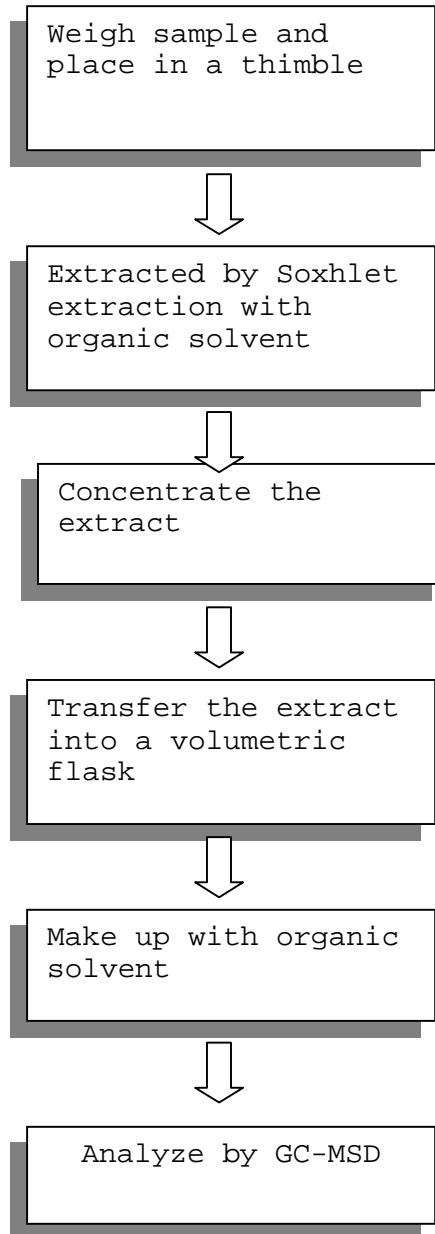 Weigh sample and
place in a thimble
Extracted by Soxhlet
extraction with
organic solvent
Concentrate the
extract
Transfer the extract
into a volumetric
flask
Make up with organic
solvent
Analyze by GC-MSD